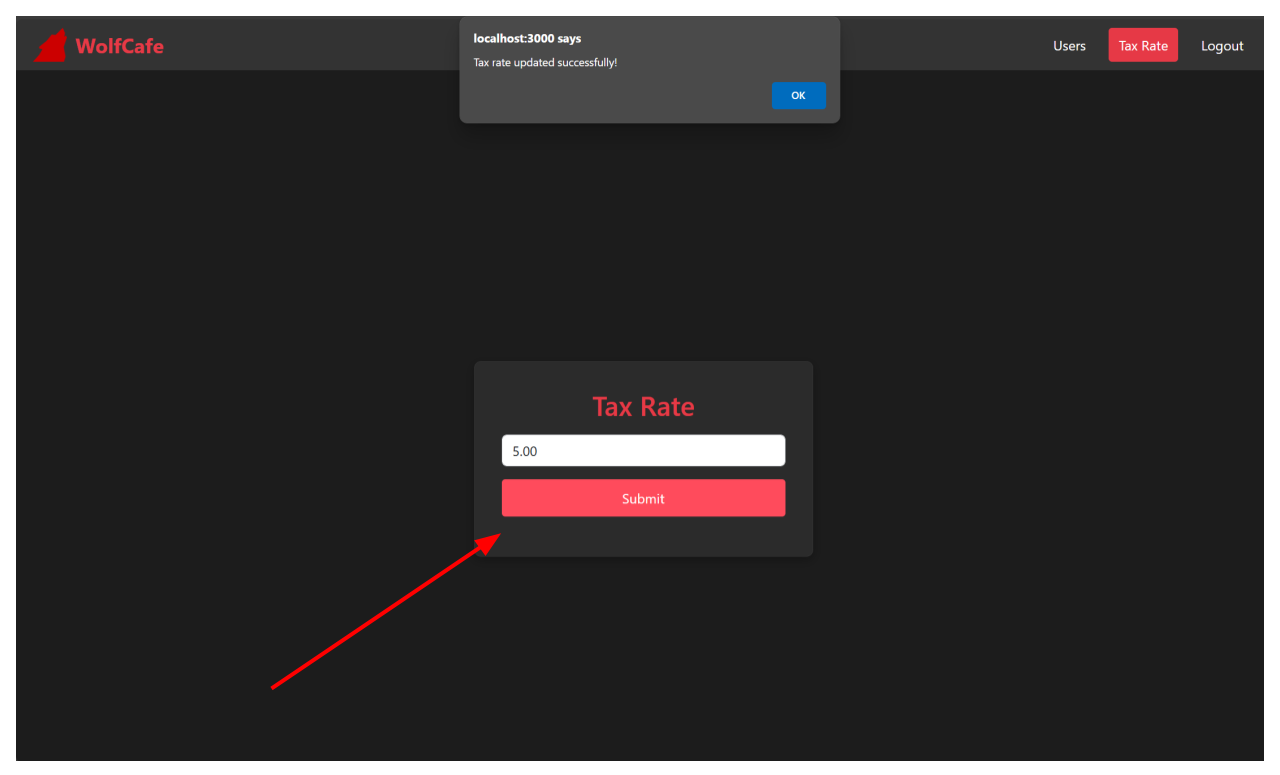 WolfCafe
localhost:3000 says
Tax rate updated successfully!
OK
Users
Tax Rate
Logout
Tax Rate
5.00
Submit